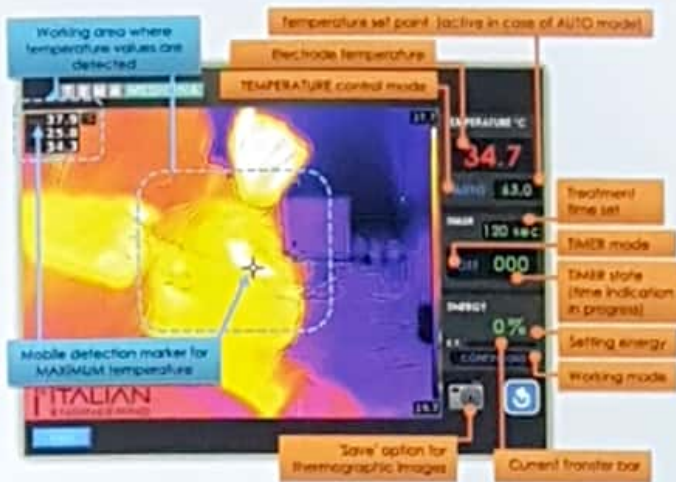 Temperature set point (active in case of AUTO mode)
Working area where
temperature values are
detected
Electrode temperature
TEMPERATURE control mode
37.9
25.8
34.3
TEMPERATURE °C
34.7
63.0
Treatment
time set
TIMER
120 sec
TIMER mode
OFF 000
TIMER state
(time indication
in progress)
ENERGY
0%
Setting energy
Working mode
Mobile detection marker for
MAXIMUM temperature
ITALIAN
ENGINEERING
'Save' option for
thermographic images
Current transfer bar